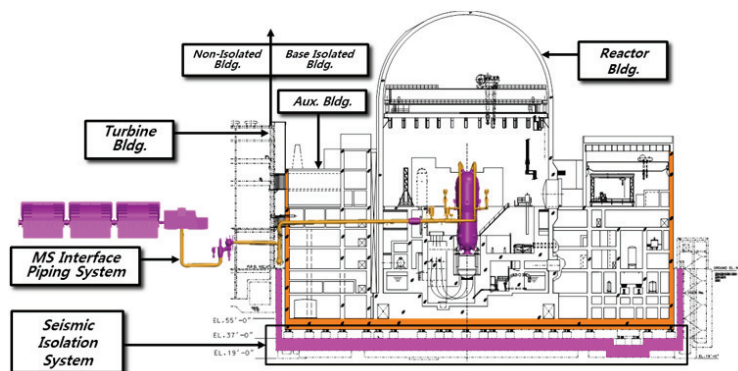 Non-Isolated
Bldg.
Base Isolated
Bldg.
Reactor
Bldg.
Aux. Bldg.
Turbine
Bldg.
MS Interface
Piping System
Seismic
Isolation
System
EL.55'-0"
EL.37'-0"
EL.19'-0"